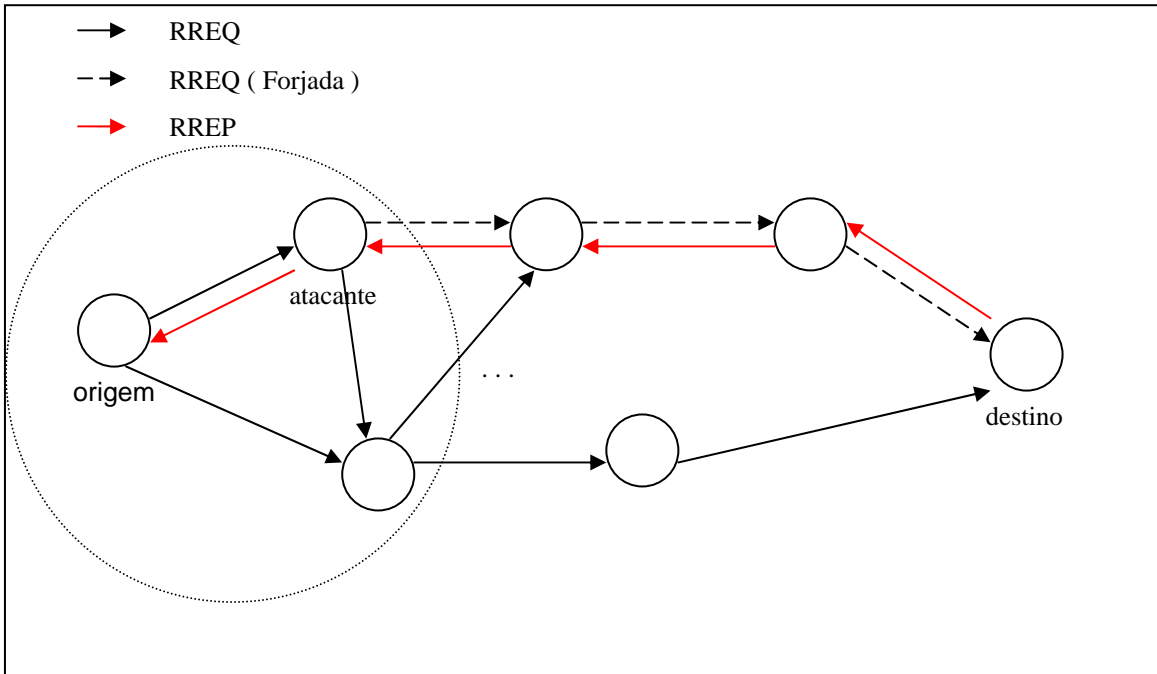 RREQ
RREQ ( Forjada )
RREP
atacante
origem
. . .
destino